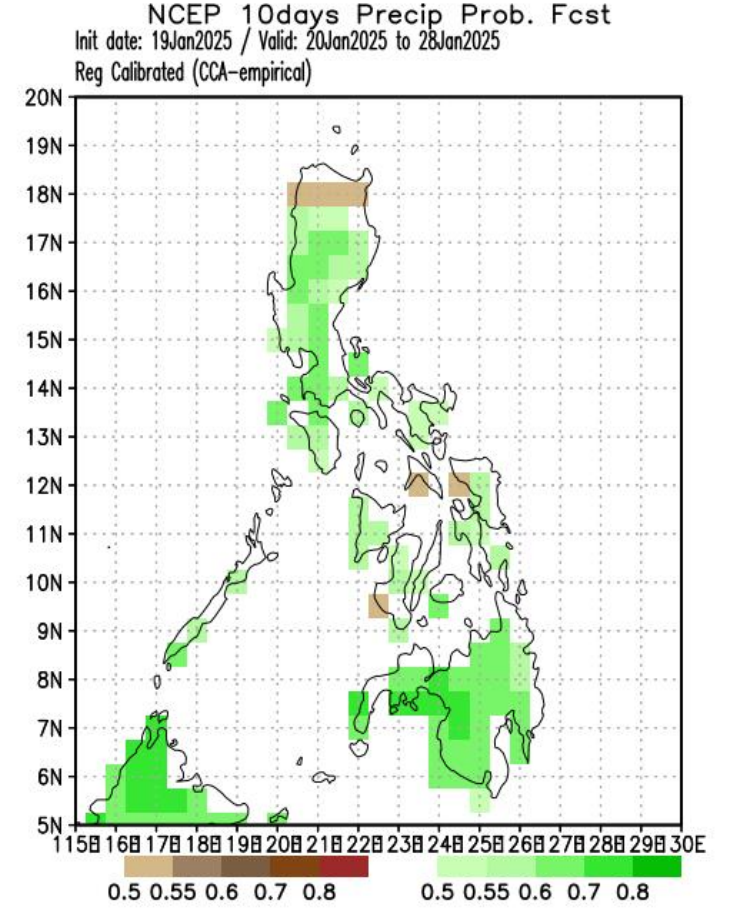 NCEP 10days Precip Prob. Fcst
Init date: 19Jan2025 / Valid: 20Jan2025 to 28Jan2025
Reg Calibrated (CCA-empirical)
20N
19N
18N
17N
16N
15N
14N
13N
12N
11N
10N
9N
8N
7N
6N
5N
115E 116E 117E 118E 119E 120E 121E 122E 123E 124E 125E 126E 127E 128E 129E 130E
0.5 0.55 0.6 0.7 0.8 0.5 0.55 0.6 0.7 0.8